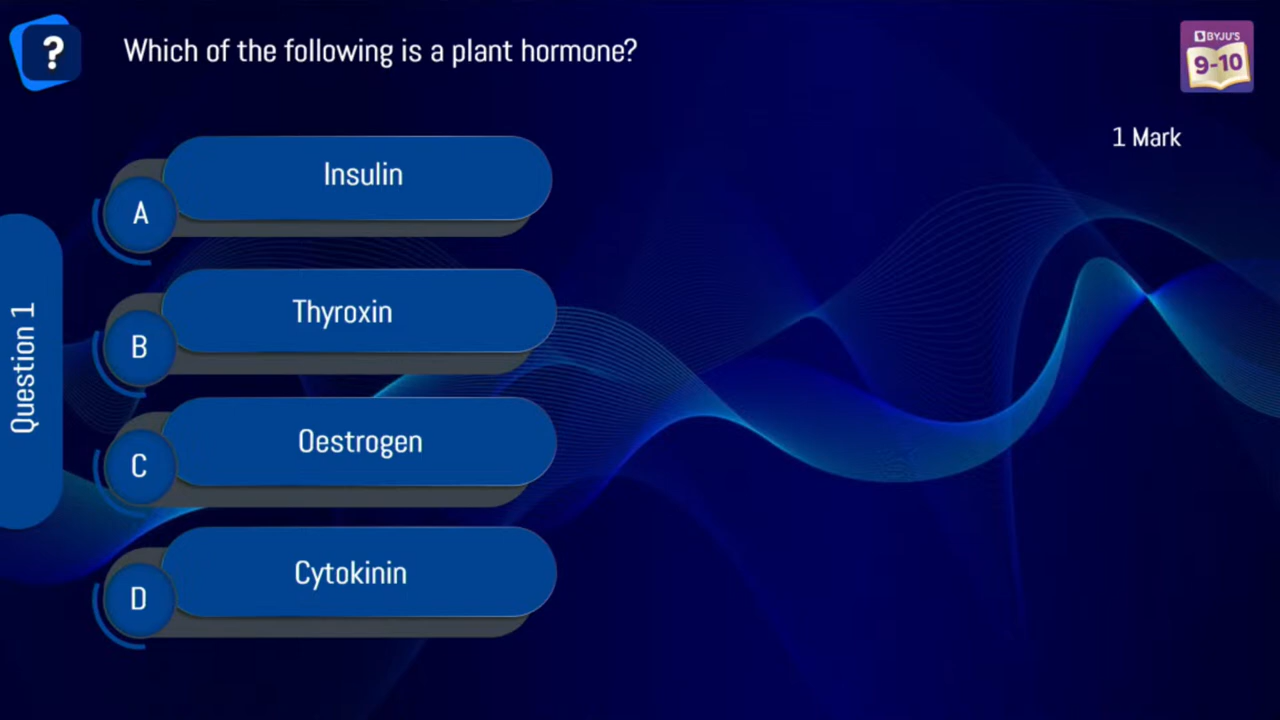 ?
Which of the following is a plant hormone?
BYJU'S
9-10
1 Mark
Question 1
A
Insulin
B
Thyroxin
C
Oestrogen
D
Cytokinin